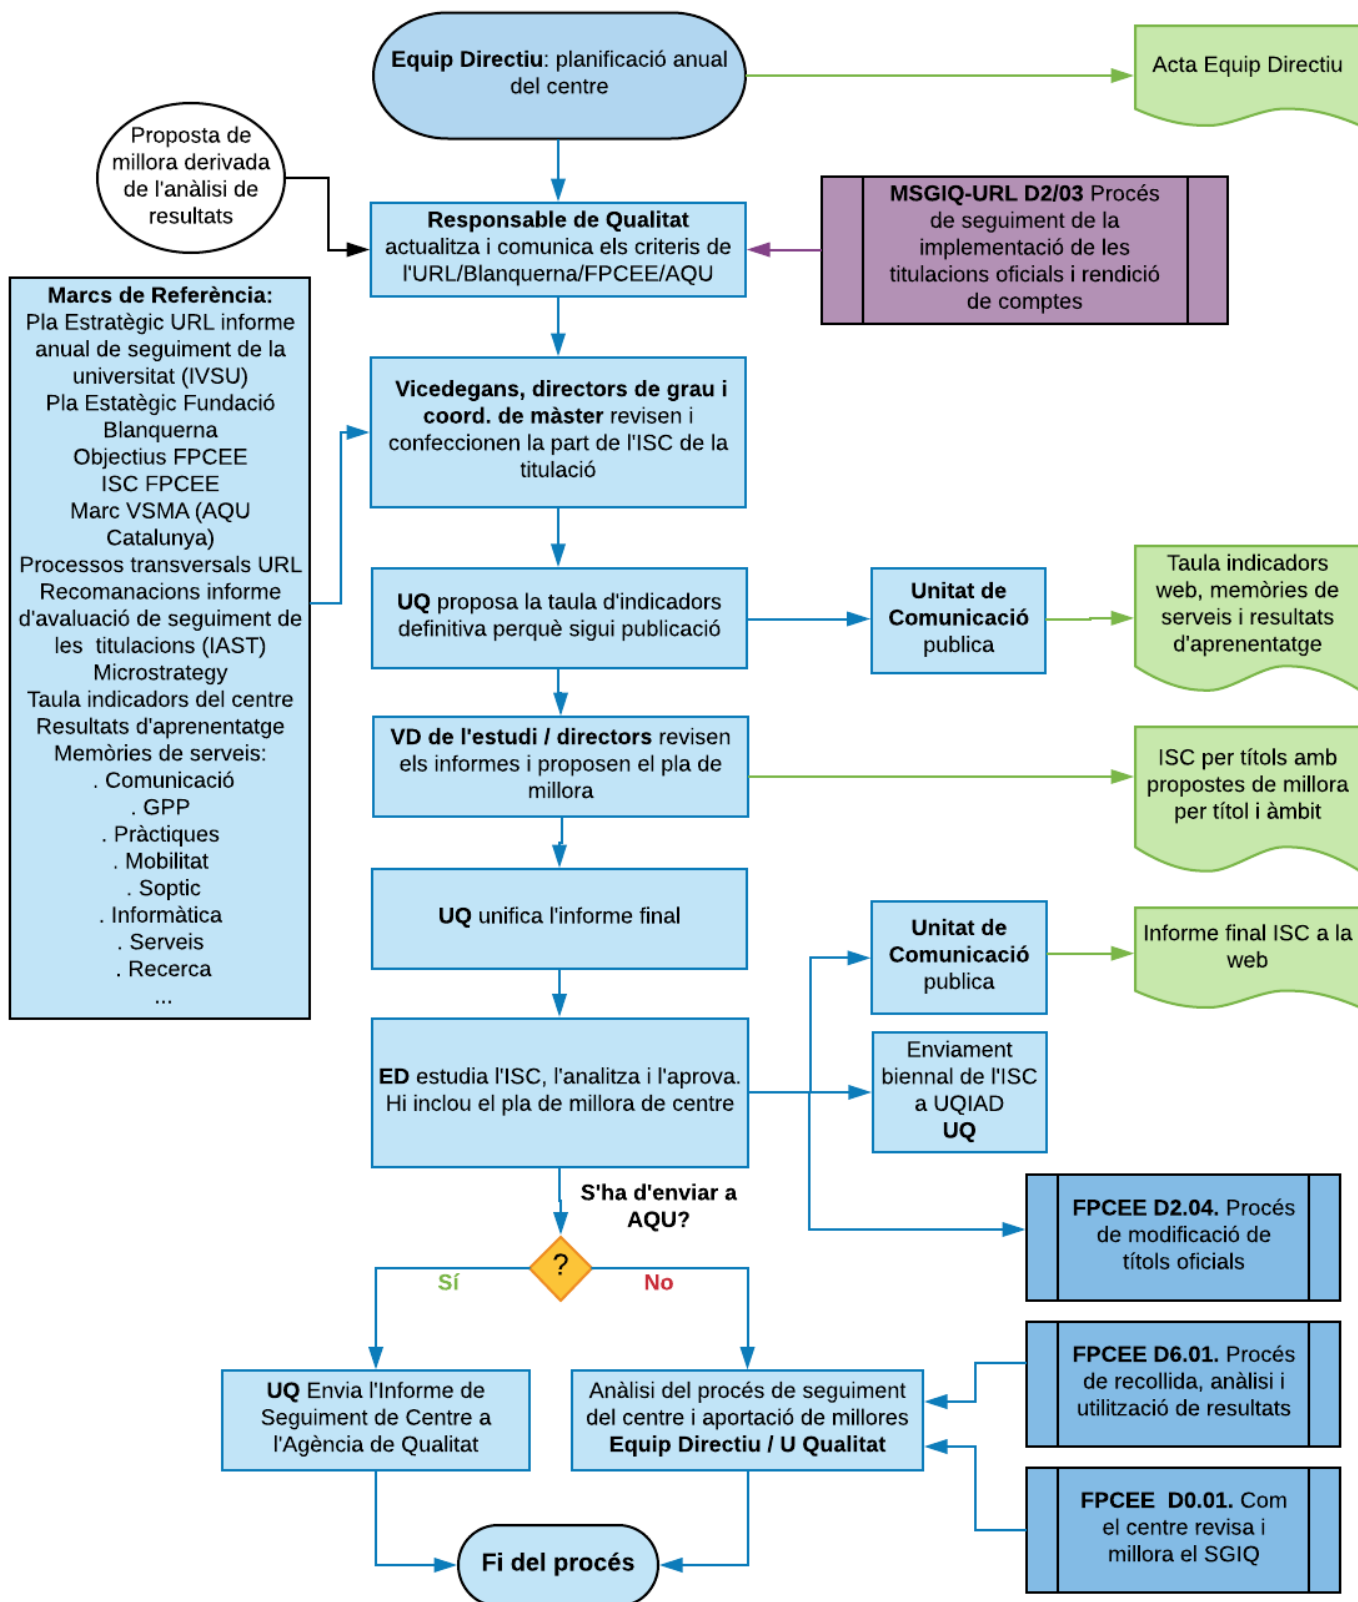 Equip Directiu: planificació anual
del centre
Acta Equip Directiu
Proposta de
millora derivada
de l'anàlisi de
resultats
Responsable de Qualitat
actualitza i comunica els criteris de
l'URL/Blanquerna/FPCEE/AQU
MSGIQ-URL D2/03 Procés
de seguiment de la
implementació de les
titulacions oficials i rendició
de comptes
Marcs de Referència:
Pla Estratègic URL informe
anual de seguiment de la
universitat (IVSU)
Pla Estatègic Fundació
Blanquerna
Objectius FPCEE
ISC FPCEE
Marc VSMA (AQU
Catalunya)
Processos transversals URL
Recomanacions informe
d'avaluació de seguiment de
les titulacions (IAST)
Microstrategy
Taula indicadors del centre
Resultats d'aprenentatge
Memòries de serveis:
. Comunicació
. GPP
. Pràctiques
. Mobilitat
. Soptic
. Informàtica
. Serveis
. Recerca
...
Vicedegans, directors de grau i
coord. de màster revisen i
confeccionen la part de l'ISC de la
titulació
UQ proposa la taula d'indicadors
definitiva perquè sigui publicació
Unitat de
Comunicació
publica
Taula indicadors
web, memòries de
serveis i resultats
d'aprenentatge
VD de l'estudi / directors revisen
els informes i proposen el pla de
millora
ISC per títols amb
propostes de millora
per títol i àmbit
UQ unifica l'informe final
Unitat de
Comunicació
publica
Informe final ISC a la
web
ED estudia l'ISC, l'analitza i l'aprova.
Hi inclou el pla de millora de centre
Enviament
biennal de l'ISC
a UQIAD
UQ
S'ha d'enviar a
AQU?
FPCEE D2.04. Procés
de modificació de
títols oficials
?
Sí
No
UQ Envia l'Informe de
Seguiment de Centre a
l'Agència de Qualitat
Anàlisi del procés de seguiment
del centre i aportació de millores
Equip Directiu / U Qualitat
FPCEE D6.01. Procés
de recollida, anàlisi i
utilització de resultats
FPCEE D0.01. Com
el centre revisa i
millora el SGIQ
Fi del procés